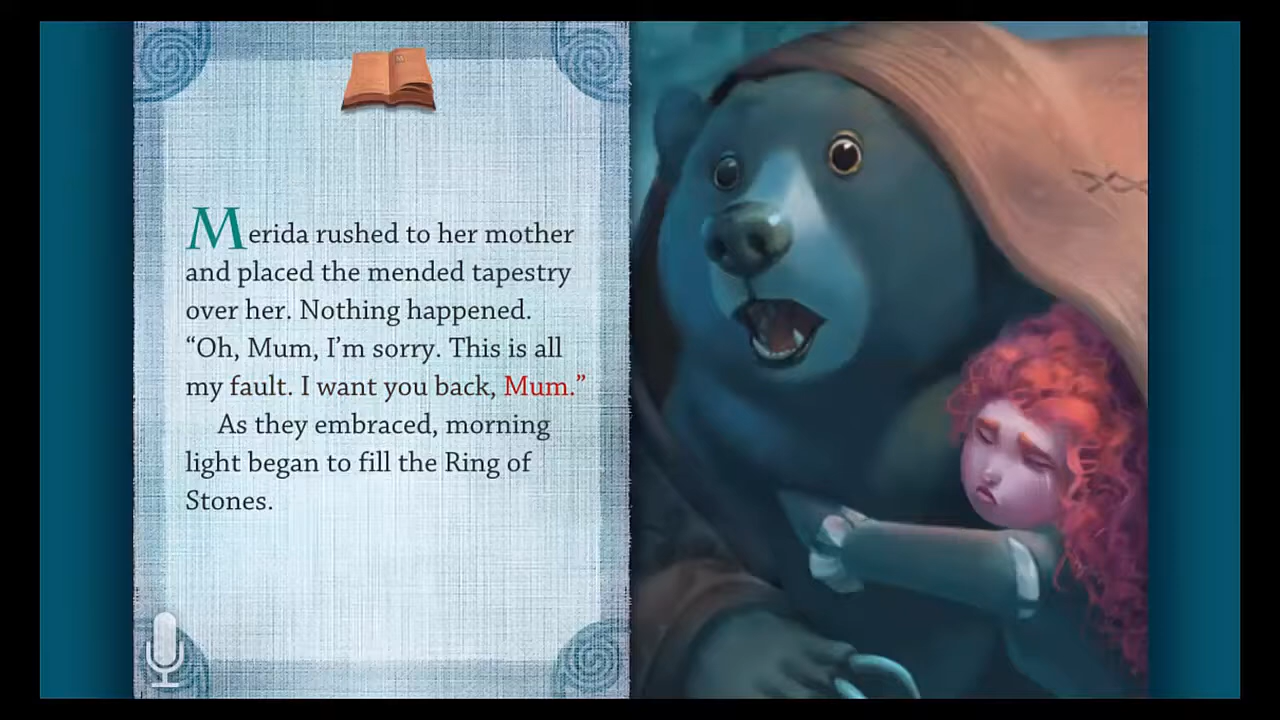 Merida rushed to her mother
and placed the mended tapestry
over her. Nothing happened.
“Oh, Mum, I’m sorry. This is all
my fault. I want you back, Mum.”
As they embraced, morning
light began to fill the Ring of
Stones.